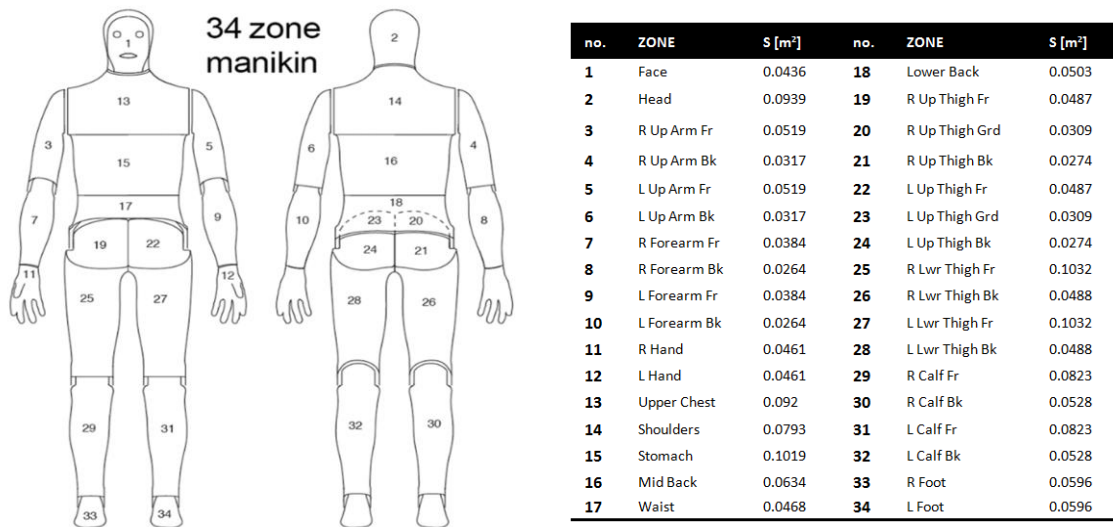 34 zone
manikin
1
13
3
5
15
17
7
9
19
22
11
12
25
27
29
31
33
34
2
14
6
4
16
18
23
20
10
8
24
21
28
26
32
30
no. ZONE S [m²] no. ZONE S [m²]
1 Face 0.0436 18 Lower Back 0.0503
2 Head 0.0939 19 R Up Thigh Fr 0.0487
3 R Up Arm Fr 0.0519 20 R Up Thigh Grd 0.0309
4 R Up Arm Bk 0.0317 21 R Up Thigh Bk 0.0274
5 L Up Arm Fr 0.0519 22 L Up Thigh Fr 0.0487
6 L Up Arm Bk 0.0317 23 L Up Thigh Grd 0.0309
7 R Forearm Fr 0.0384 24 L Up Thigh Bk 0.0274
8 R Forearm Bk 0.0264 25 R Lwr Thigh Fr 0.1032
9 L Forearm Fr 0.0384 26 R Lwr Thigh Bk 0.0488
10 L Forearm Bk 0.0264 27 L Lwr Thigh Fr 0.1032
11 R Hand 0.0461 28 L Lwr Thigh Bk 0.0488
12 L Hand 0.0461 29 R Calf Fr 0.0823
13 Upper Chest 0.092 30 R Calf Bk 0.0528
14 Shoulders 0.0793 31 L Calf Fr 0.0823
15 Stomach 0.1019 32 L Calf Bk 0.0528
16 Mid Back 0.0634 33 R Foot 0.0596
17 Waist 0.0468 34 L Foot 0.0596